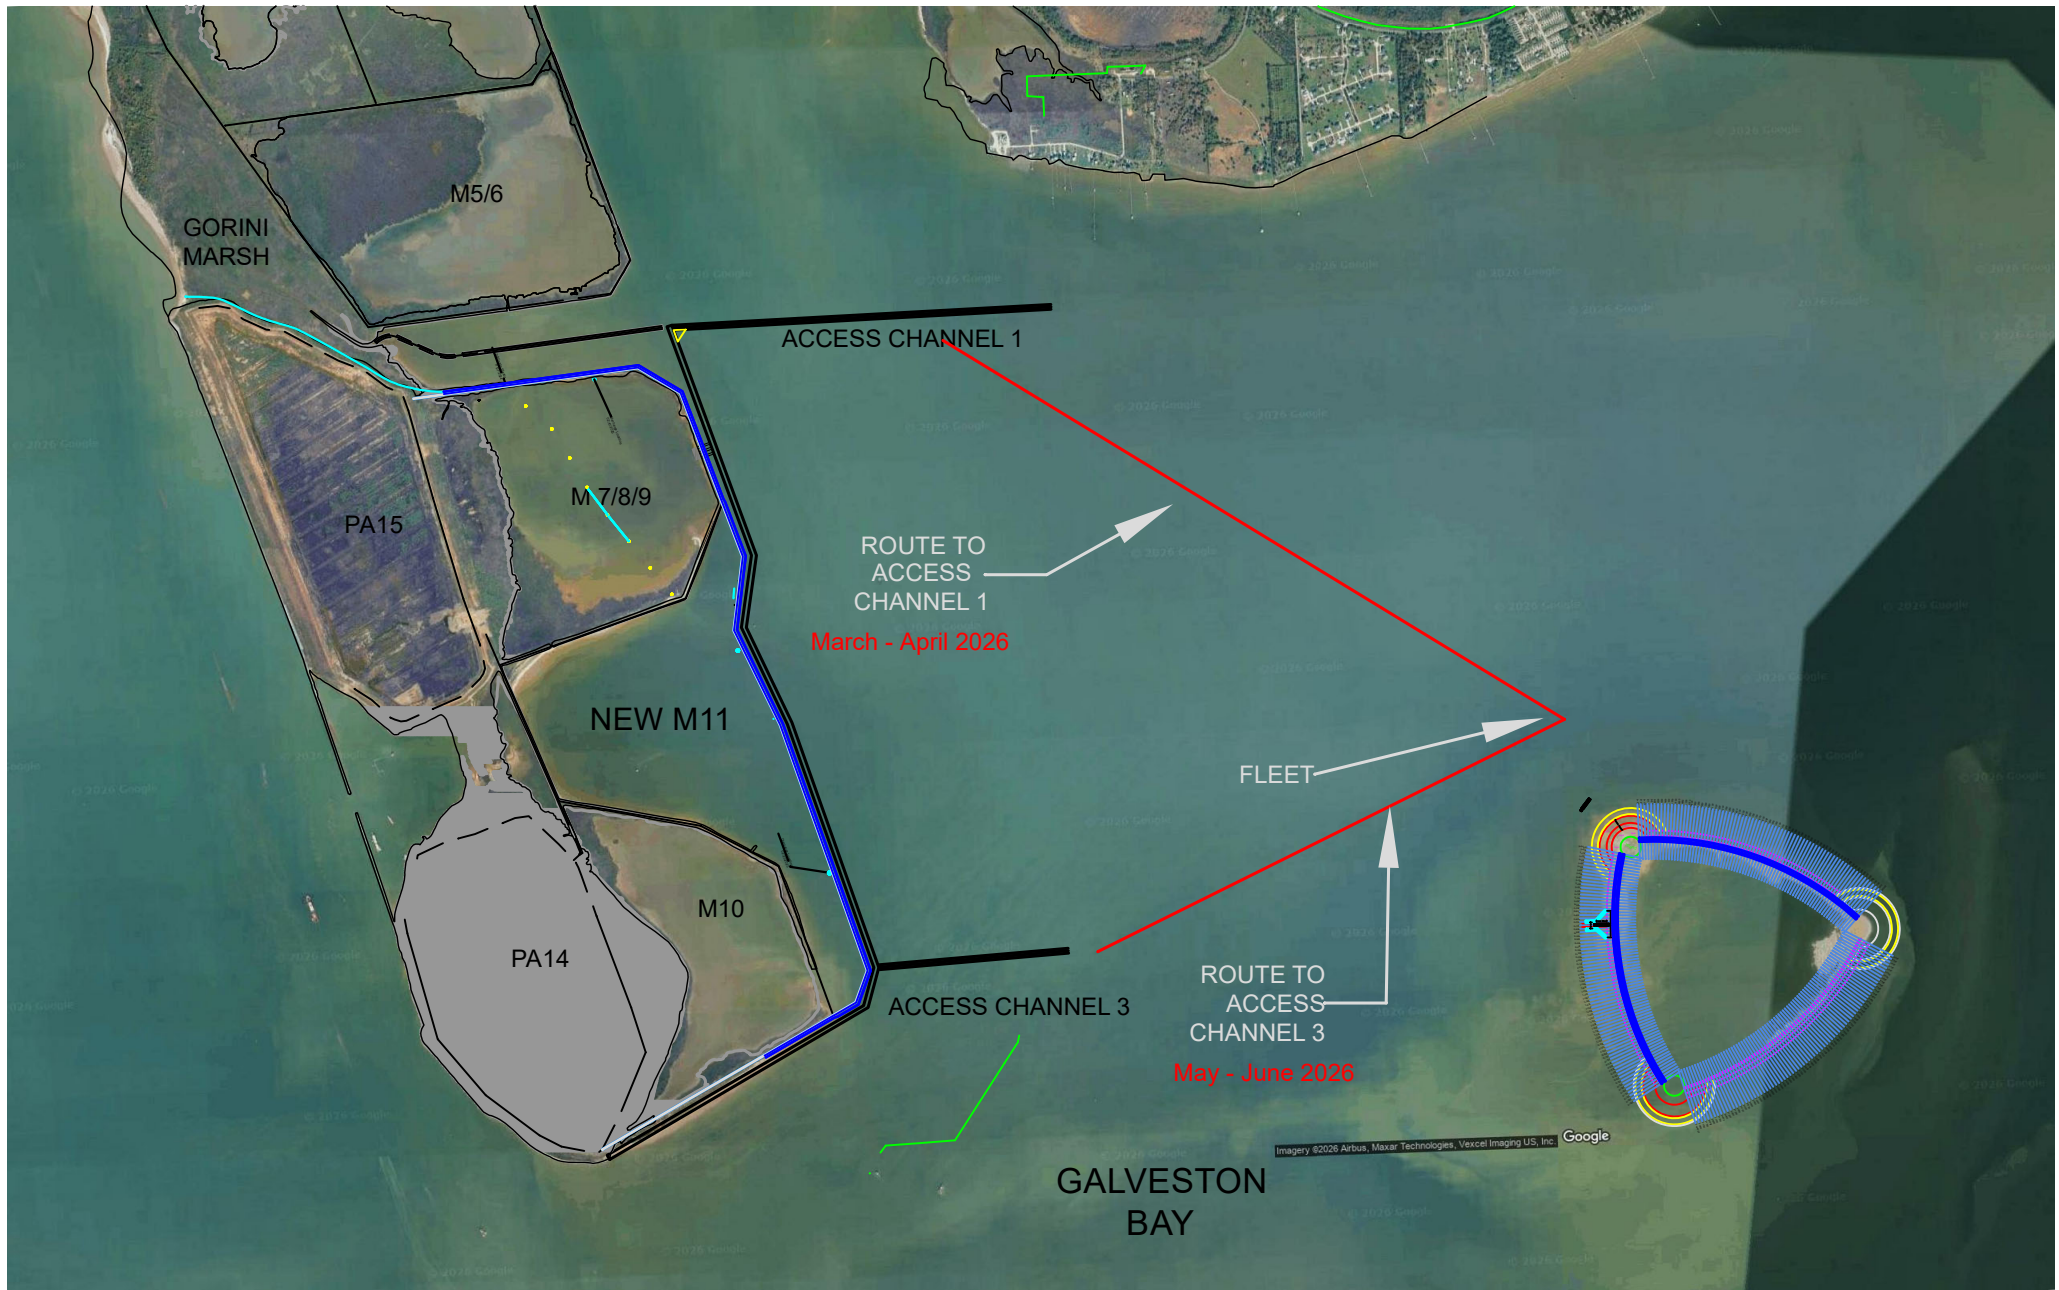 M5/6
GORINI
MARSH
ACCESS CHANNEL 1
M 7/8/9
PA15
ROUTE TO
ACCESS
CHANNEL 1
March - April 2026
NEW M11
FLEET
M10
PA14
ROUTE TO
ACCESS
CHANNEL 3
ACCESS CHANNEL 3
May - June 2026
Imagery ©2026 Airbus, Maxar Technologies, Vexcel Imaging US, Inc.
Google
GALVESTON
BAY